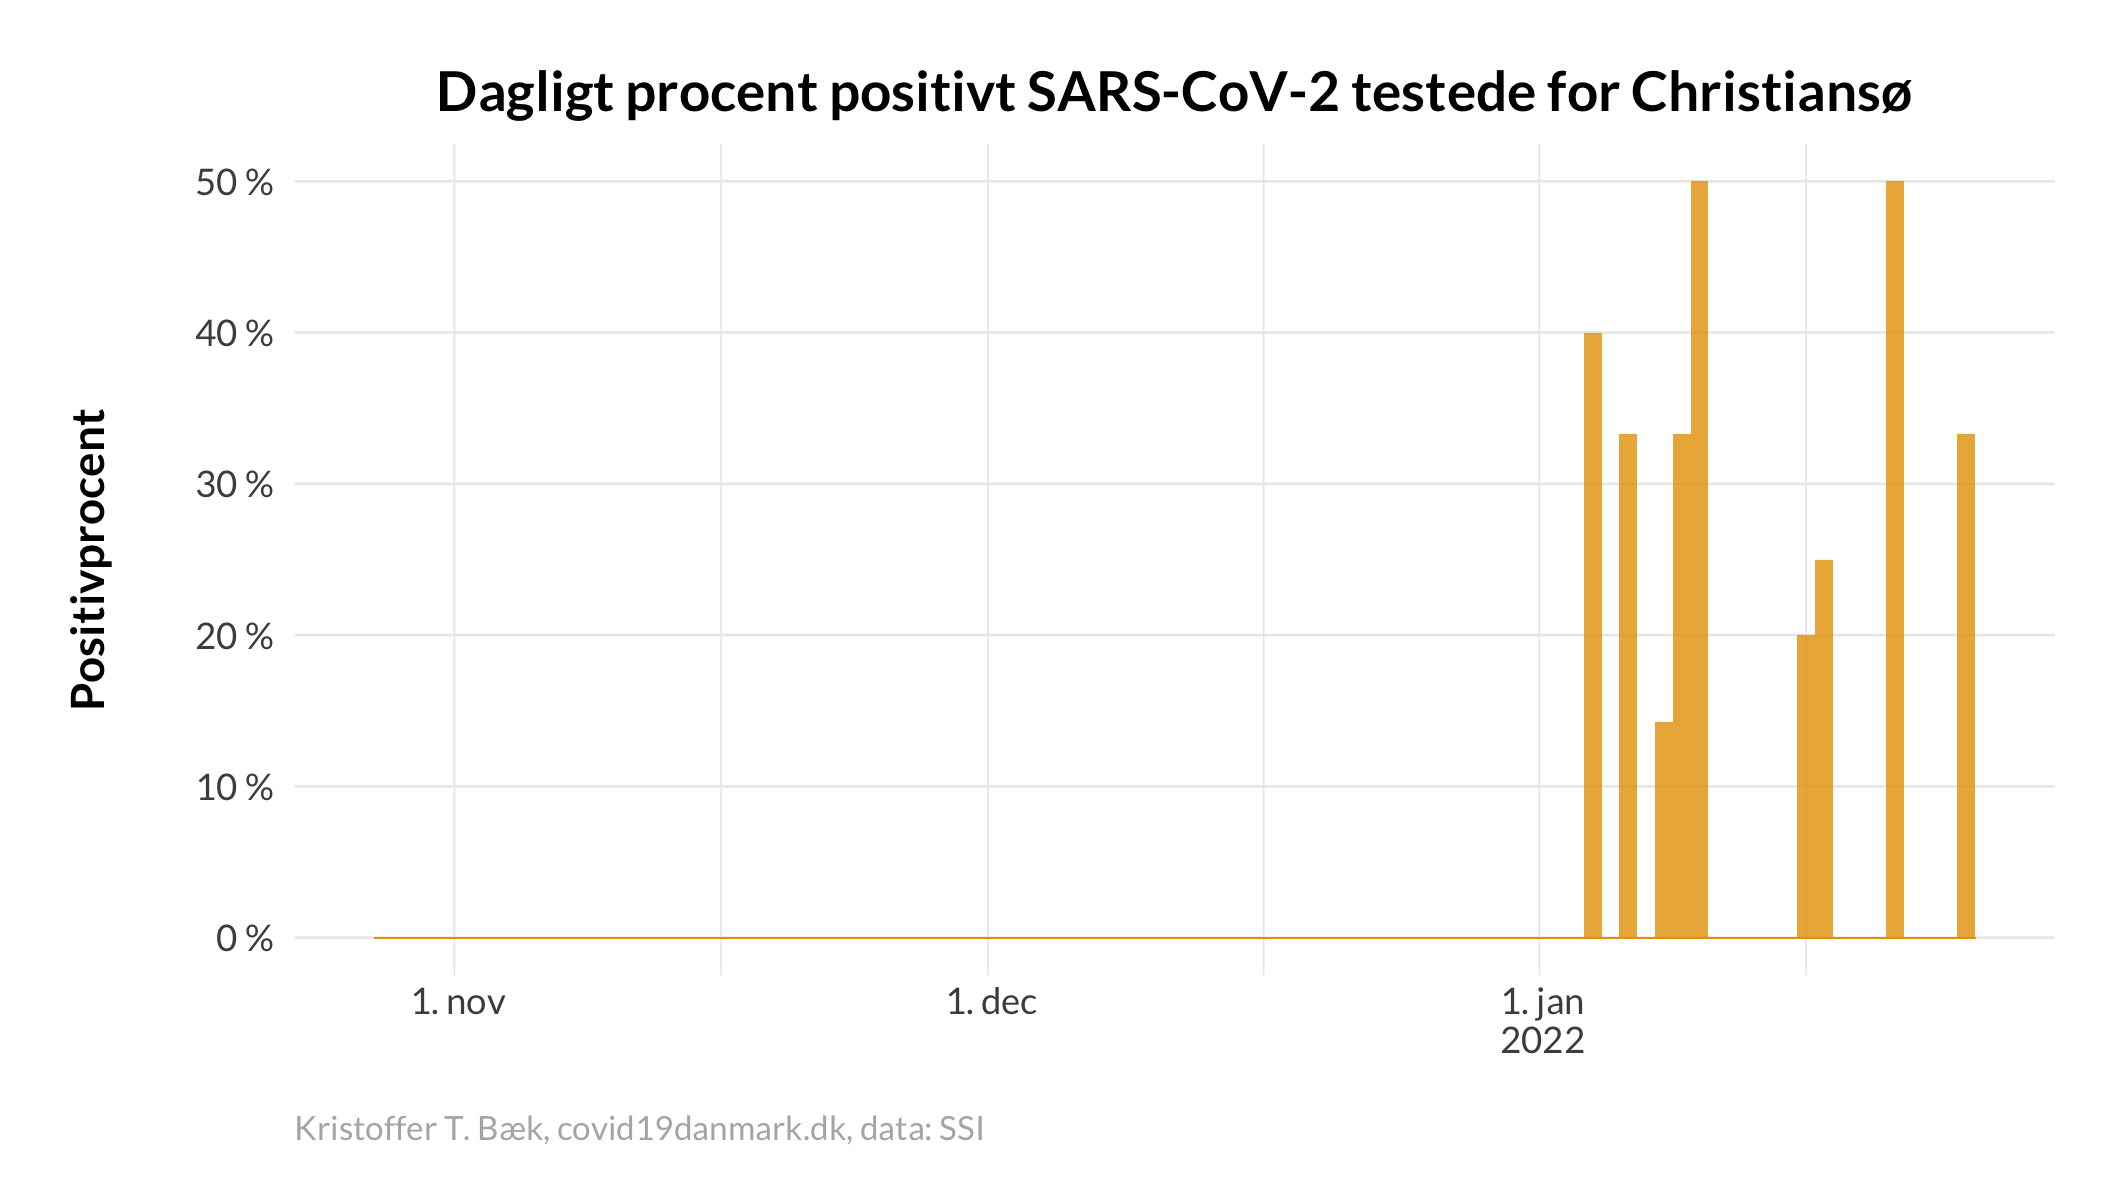 Dagligt procent positivt SARS-CoV-2 testede for Christiansø
50 %
40 %
30 %
20 %
10 %
0 %
Positivprocent
1. nov
1. dec
1. jan
2022
Kristoffer T. Bæk, covid19danmark.dk, data: SSI